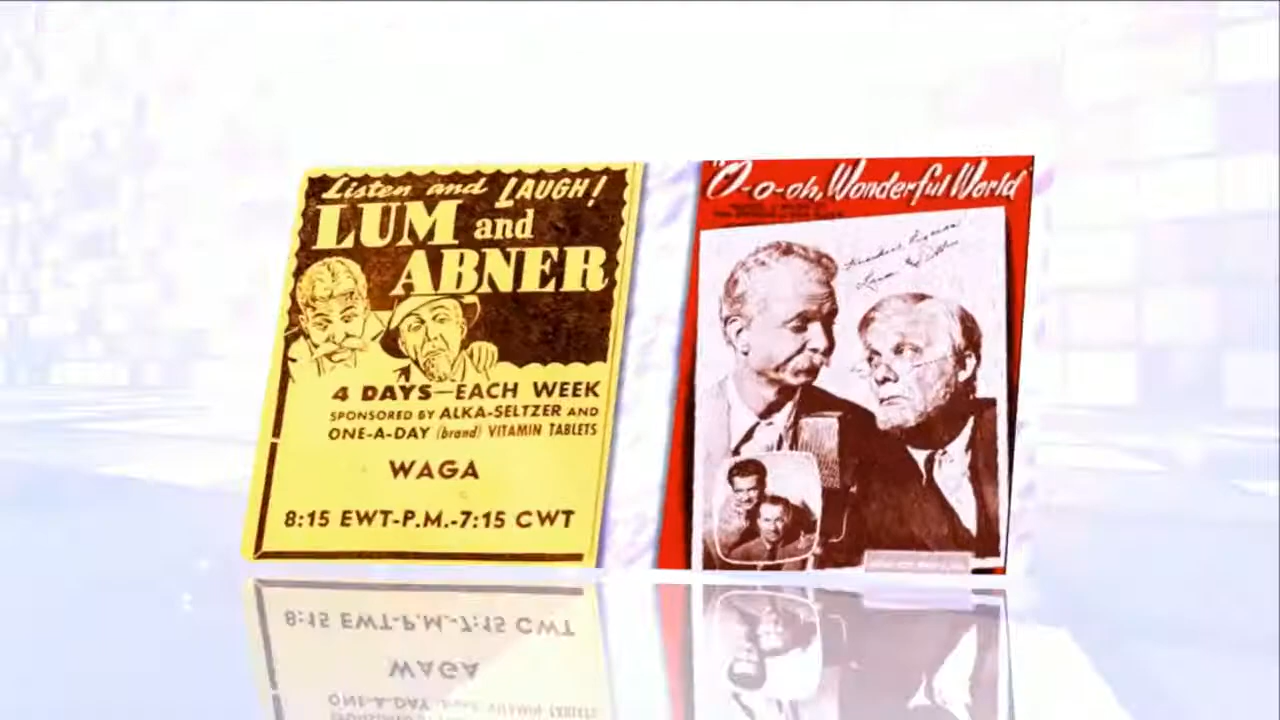 Listen and LAUGH!
LUM and
ABNER
4 DAYS—EACH WEEK
SPONSORED BY ALKA-SELTZER AND
ONE-A-DAY (brand) VITAMIN TABLETS
WAGA
8:15 EWT-P.M.-7:15 CWT
"O-o-oh, Wonderful World"